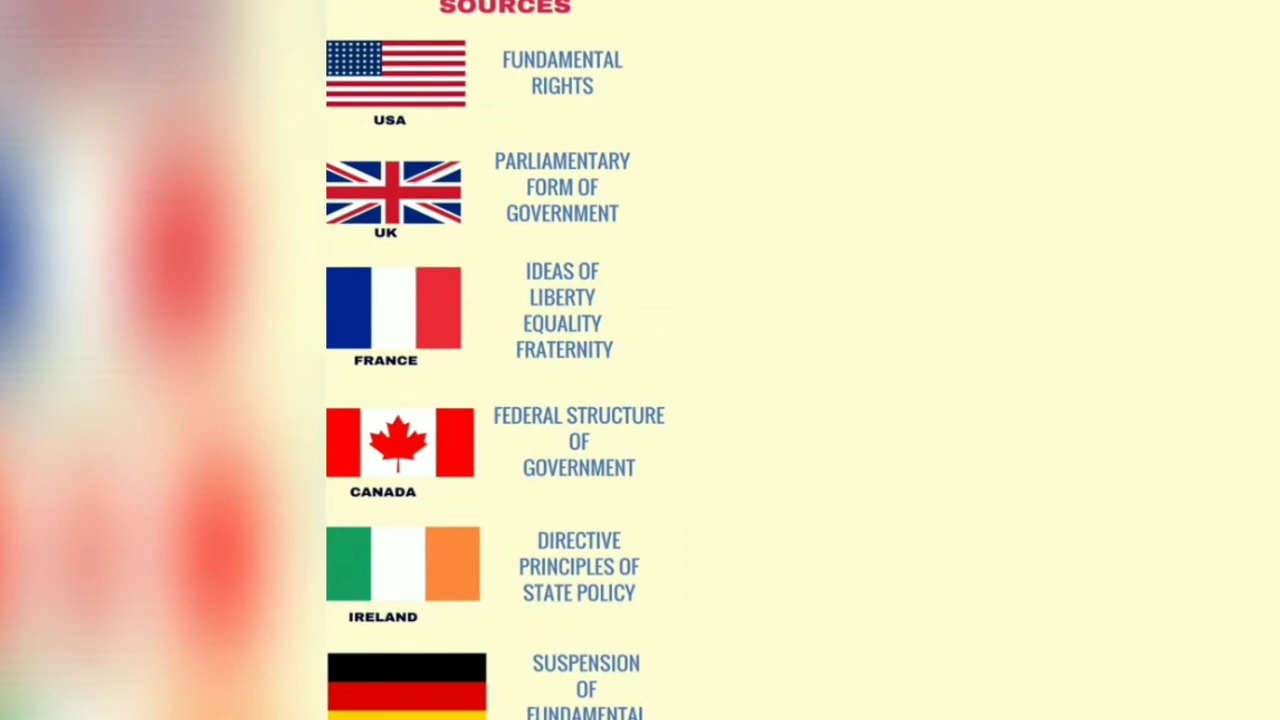 SOURCES
FUNDAMENTAL
RIGHTS
USA
PARLIAMENTARY
FORM OF
GOVERNMENT
UK
IDEAS OF
LIBERTY
EQUALITY
FRATERNITY
FRANCE
FEDERAL STRUCTURE
OF
GOVERNMENT
CANADA
DIRECTIVE
PRINCIPLES OF
STATE POLICY
IRELAND
SUSPENSION
OF
FUNDAMENTAL